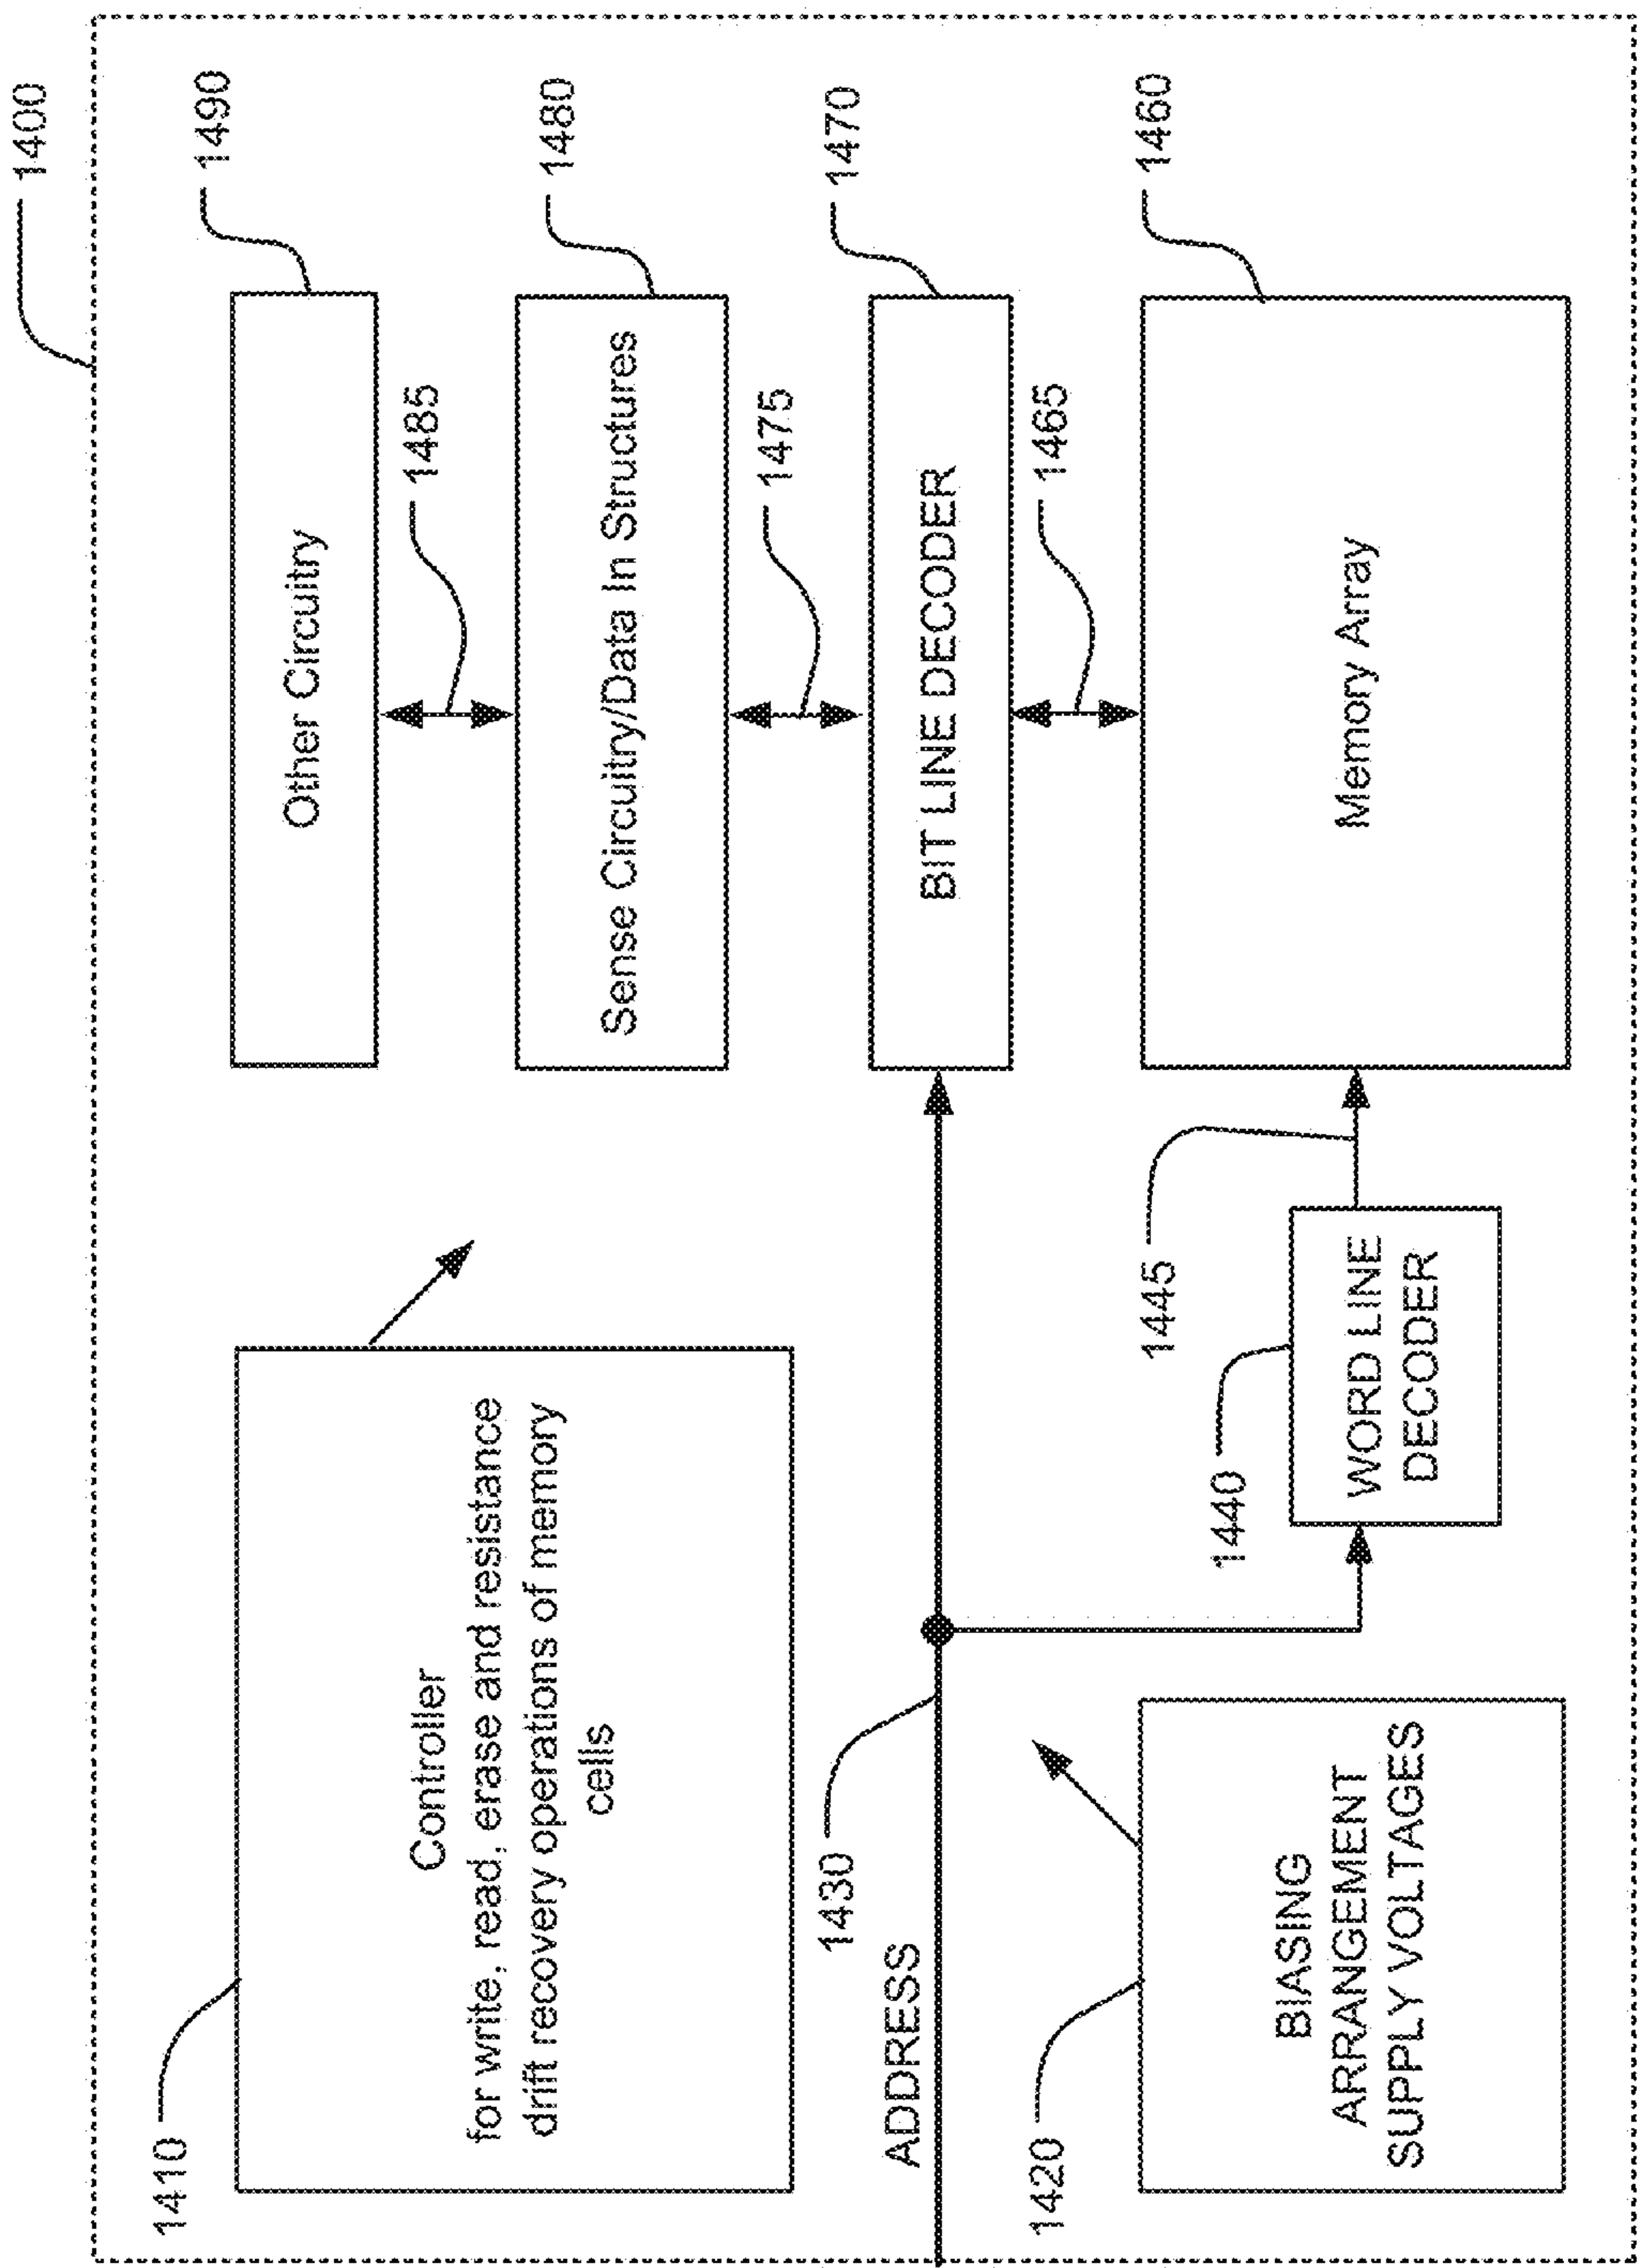 1400
1410
Controller
for write, read, erase and resistance
drift recovery operations of memory
cells
Other Circuitry
1490
1485
Sense Circuitry/Data In Structures
1480
1475
ADDRESS
1430
BIT LINE DECODER
1470
1465
1420
BIASING
ARRANGEMENT
SUPPLY VOLTAGES
1440
WORD LINE
DECODER
1445
Memory Array
1460